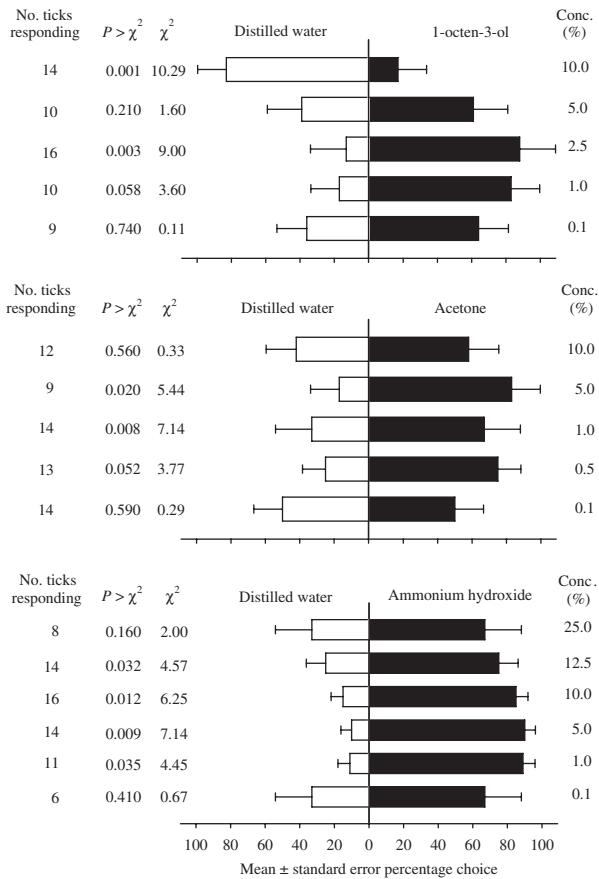 No. ticks responding P > χ² χ² Distilled water 1-octen-3-ol Conc. (%)
14 0.001 10.29 10.0
10 0.210 1.60 5.0
16 0.003 9.00 2.5
10 0.058 3.60 1.0
9 0.740 0.11 0.1
No. ticks responding P > χ² χ² Distilled water Acetone Conc. (%)
12 0.560 0.33 10.0
9 0.020 5.44 5.0
14 0.008 7.14 1.0
13 0.052 3.77 0.5
14 0.590 0.29 0.1
No. ticks responding P > χ² χ² Distilled water Ammonium hydroxide Conc. (%)
8 0.160 2.00 25.0
14 0.032 4.57 12.5
16 0.012 6.25 10.0
14 0.009 7.14 5.0
11 0.035 4.45 1.0
6 0.410 0.67 0.1
100 80 60 40 20 0 20 40 60 80 100
Mean ± standard error percentage choice